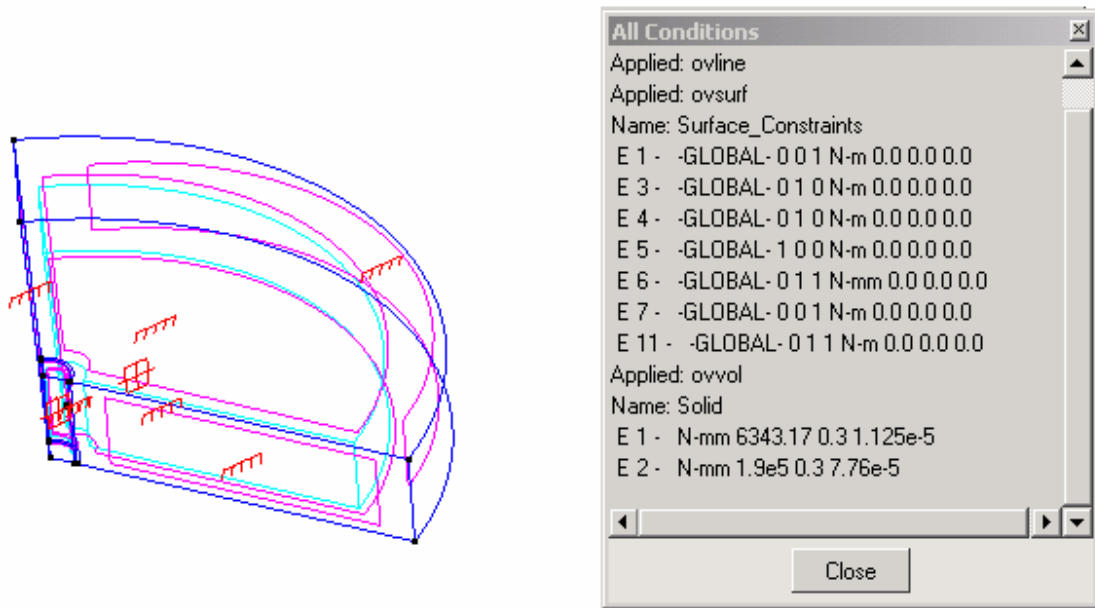 All Conditions
Applied: ovline
Applied: ovsurf
Name: Surface_Constraints
E 1 - -GLOBAL- 0 0 1 N-m 0.0 0.0 0.0
E 3 - -GLOBAL- 0 1 0 N-m 0.0 0.0 0.0
E 4 - -GLOBAL- 0 1 0 N-m 0.0 0.0 0.0
E 5 - -GLOBAL- 1 0 0 N-m 0.0 0.0 0.0
E 6 - -GLOBAL- 0 1 1 N-mm 0.0 0.0 0.0
E 7 - -GLOBAL- 0 0 1 N-m 0.0 0.0 0.0
E 11 - -GLOBAL- 0 1 1 N-m 0.0 0.0 0.0
Applied: ovvol
Name: Solid
E 1 - N-mm 6343.17 0.3 1.125e-5
E 2 - N-mm 1.9e5 0.3 7.76e-5
Close